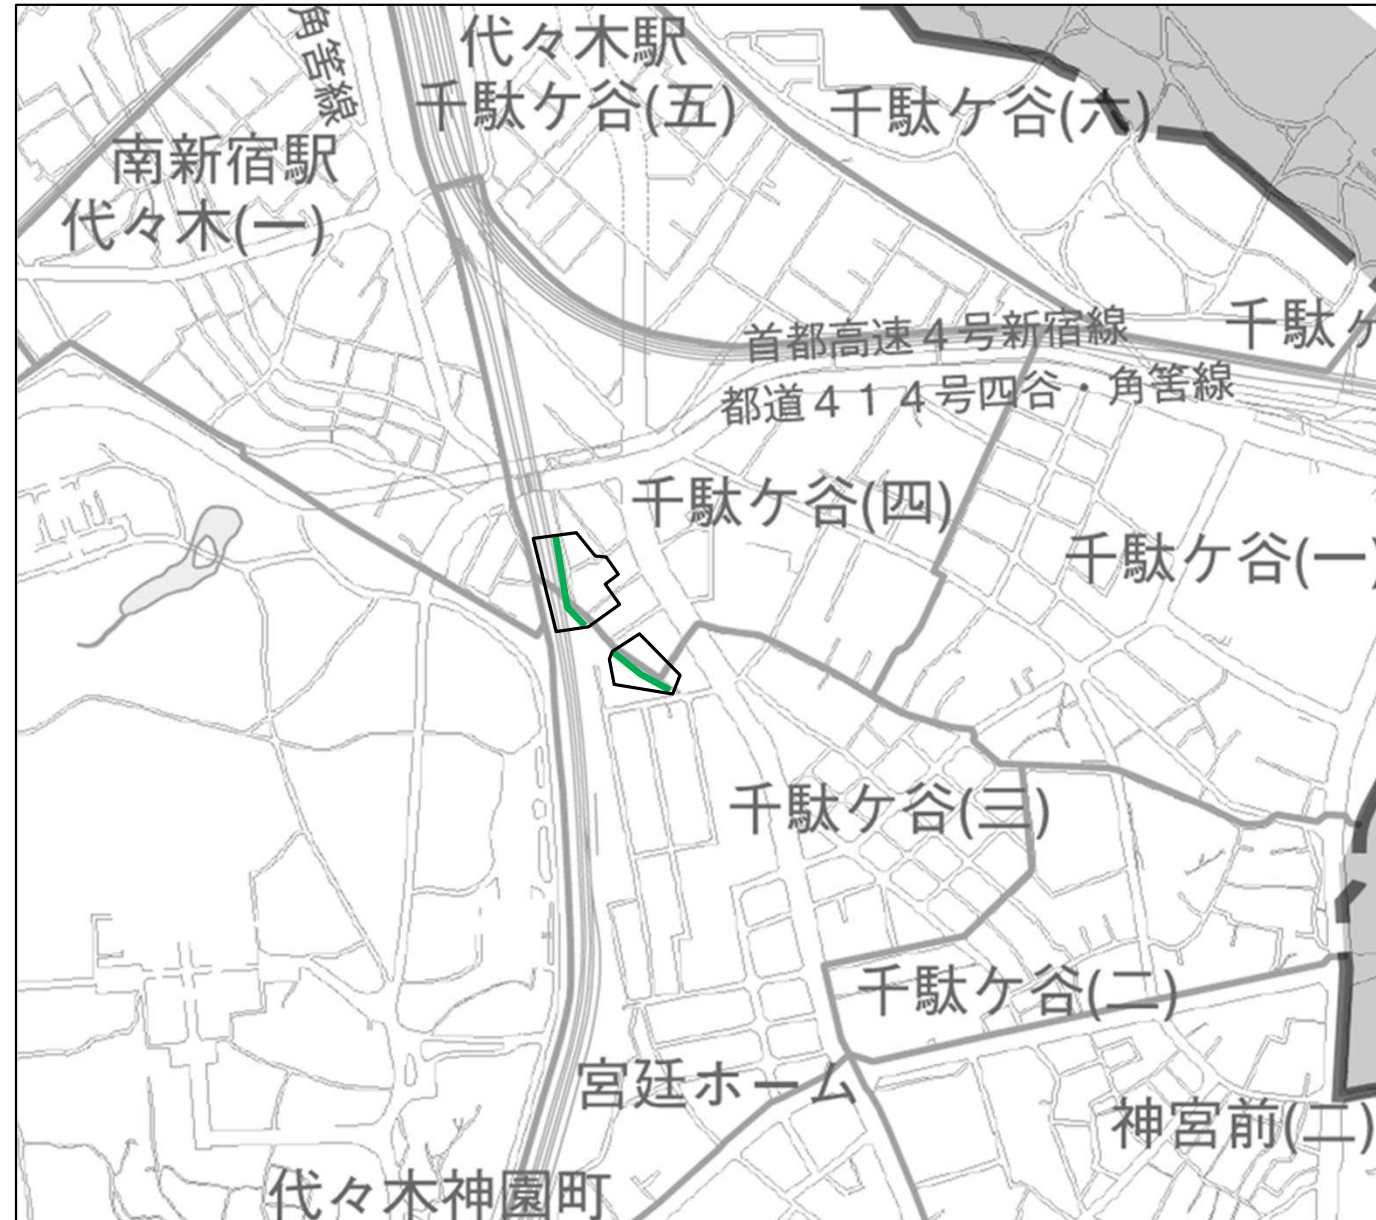 角筈線
代々木駅
千駄ケ谷(五)
千駄ケ谷(六)
南新宿駅
代々木(一)
千駄ケ
首都高速4号新宿線
都道414号四谷・角筈線
千駄ケ谷(四)
千駄ケ谷(一)
千駄ケ谷(三)
千駄ケ谷(二)
宮廷ホーム
神宮前(二)
代々木神園町